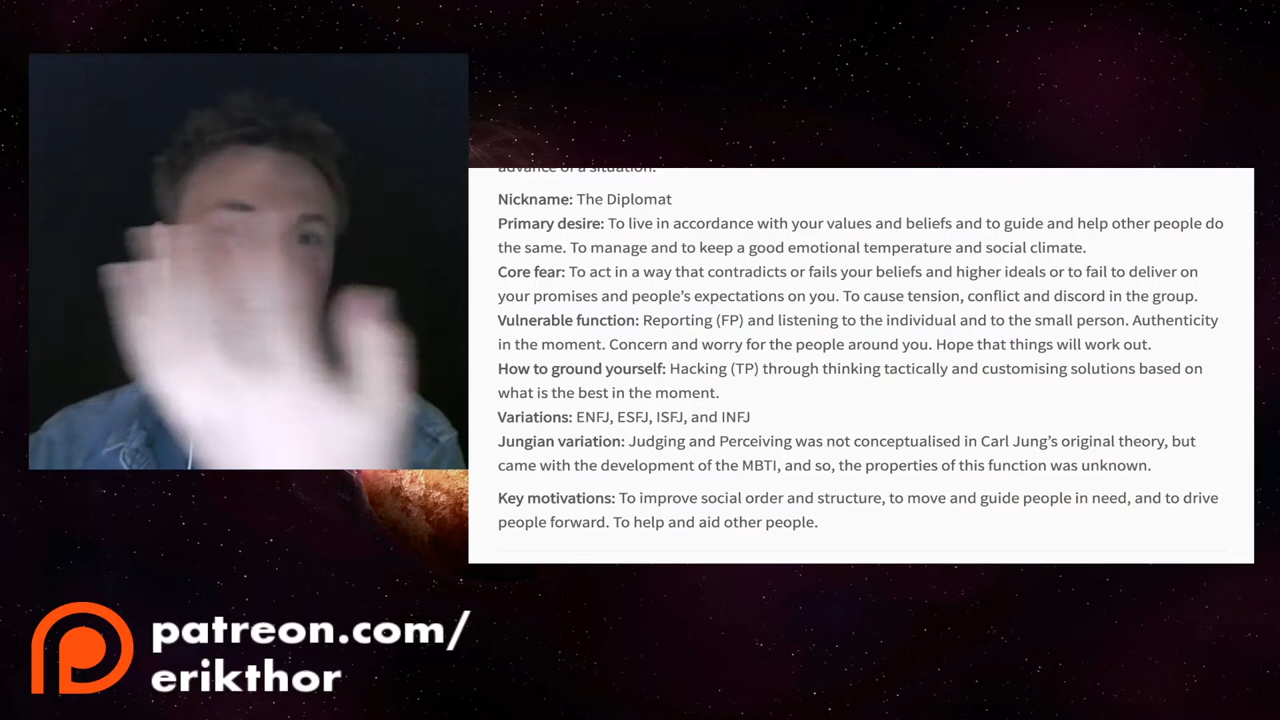 advance of a situation.
Nickname: The Diplomat
Primary desire: To live in accordance with your values and beliefs and to guide and help other people do
the same. To manage and to keep a good emotional temperature and social climate.
Core fear: To act in a way that contradicts or fails your beliefs and higher ideals or to fail to deliver on
your promises and people’s expectations on you. To cause tension, conflict and discord in the group.
Vulnerable function: Reporting (FP) and listening to the individual and to the small person. Authenticity
in the moment. Concern and worry for the people around you. Hope that things will work out.
How to ground yourself: Hacking (TP) through thinking tactically and customising solutions based on
what is the best in the moment.
Variations: ENFJ, ESFJ, ISFJ, and INFJ
Jungian variation: Judging and Perceiving was not conceptualised in Carl Jung’s original theory, but
came with the development of the MBTI, and so, the properties of this function was unknown.
Key motivations: To improve social order and structure, to move and guide people in need, and to drive
people forward. To help and aid other people.
patreon.com/
erikthor